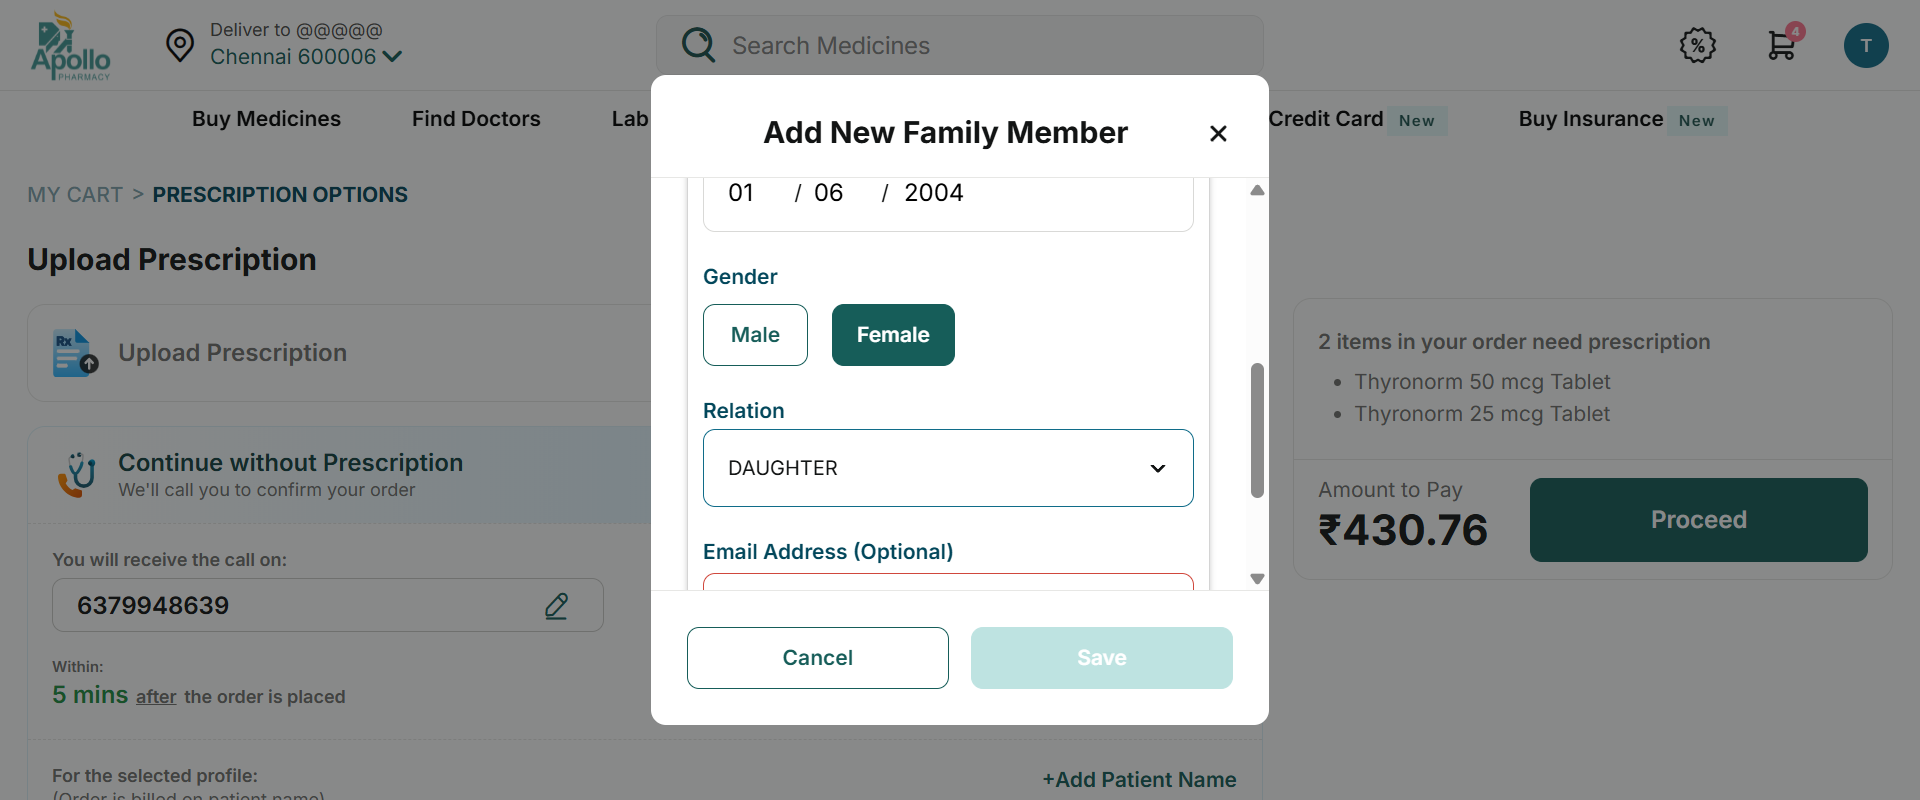 Apollo
PHARMACY
Deliver to @@@@@
Chennai 600006
Search Medicines
%
4
T
Buy Medicines
Find Doctors
Lab
Credit Card
New
Buy Insurance
New
MY CART > PRESCRIPTION OPTIONS
Upload Prescription
Rx
Upload Prescription
Continue without Prescription
We'll call you to confirm your order
You will receive the call on:
6379948639
Within:
5 mins after the order is placed
For the selected profile:
(Order is billed on patient name)
+Add Patient Name
Add New Family Member
01 / 06 / 2004
Gender
Male
Female
Relation
DAUGHTER
Email Address (Optional)
Cancel
Save
2 items in your order need prescription
• Thyronorm 50 mcg Tablet
• Thyronorm 25 mcg Tablet
Amount to Pay
₹430.76
Proceed